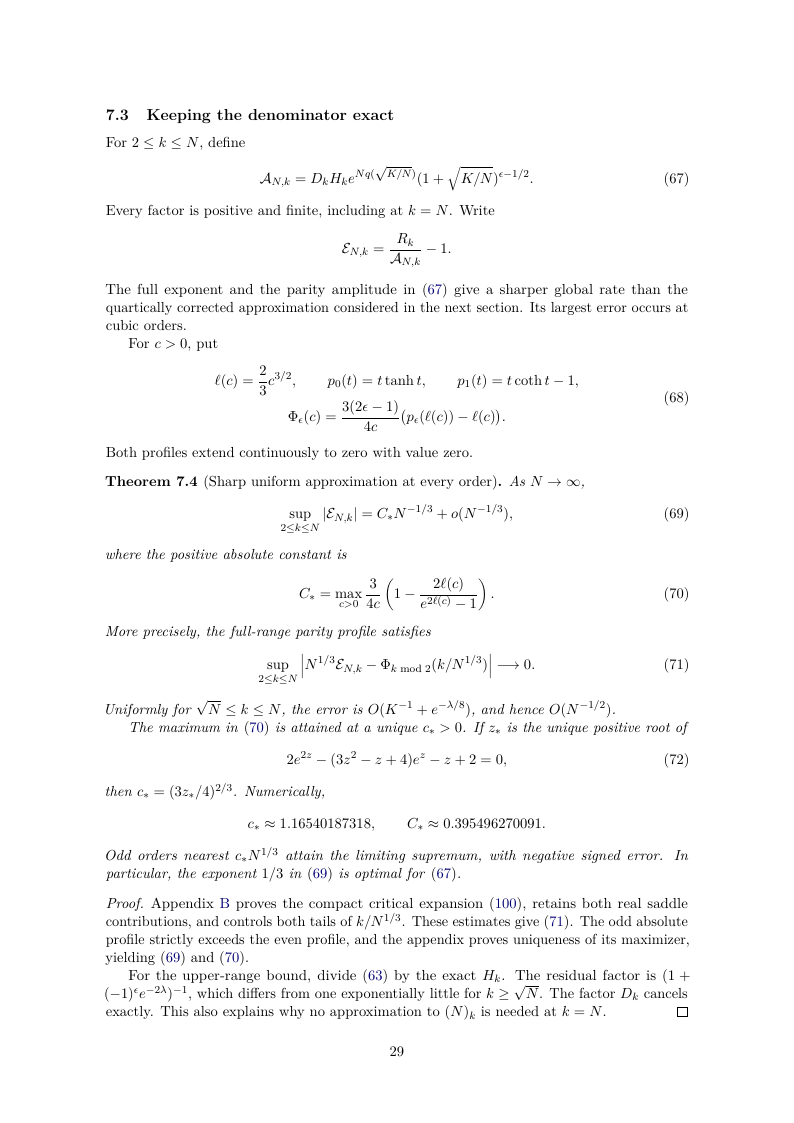 7.3 Keeping the denominator exact
For 2 ≤ k ≤ N, define
𝒜_{N,k} = D_k H_k e^{Nq(√(K/N))} (1 + √(K/N))^{ϵ−1/2}. (67)
Every factor is positive and finite, including at k = N. Write
ℰ_{N,k} = R_k / 𝒜_{N,k} − 1.
The full exponent and the parity amplitude in (67) give a sharper global rate than the
quartically corrected approximation considered in the next section. Its largest error occurs at
cubic orders.
For c > 0, put
ℓ(c) = (2/3) c^{3/2}, p_0(t) = t tanh t, p_1(t) = t coth t − 1,
Φ_ϵ(c) = (3(2ϵ − 1)/(4c)) (p_ϵ(ℓ(c)) − ℓ(c)). (68)
Both profiles extend continuously to zero with value zero.
Theorem 7.4 (Sharp uniform approximation at every order). As N → ∞,
sup_{2≤k≤N} |ℰ_{N,k}| = C_* N^{−1/3} + o(N^{−1/3}), (69)
where the positive absolute constant is
C_* = max_{c>0} (3/(4c)) (1 − 2ℓ(c)/(e^{2ℓ(c)} − 1)). (70)
More precisely, the full-range parity profile satisfies
sup_{2≤k≤N} |N^{1/3} ℰ_{N,k} − Φ_{k mod 2}(k/N^{1/3})| ⟶ 0. (71)
Uniformly for √N ≤ k ≤ N, the error is O(K^{−1} + e^{−λ/8}), and hence O(N^{−1/2}).
The maximum in (70) is attained at a unique c_* > 0. If z_* is the unique positive root of
2e^{2z} − (3z² − z + 4)e^z − z + 2 = 0, (72)
then c_* = (3z_*/4)^{2/3}. Numerically,
c_* ≈ 1.16540187318, C_* ≈ 0.395496270091.
Odd orders nearest c_* N^{1/3} attain the limiting supremum, with negative signed error. In
particular, the exponent 1/3 in (69) is optimal for (67).
Proof. Appendix B proves the compact critical expansion (100), retains both real saddle
contributions, and controls both tails of k/N^{1/3}. These estimates give (71). The odd absolute
profile strictly exceeds the even profile, and the appendix proves uniqueness of its maximizer,
yielding (69) and (70).
For the upper-range bound, divide (63) by the exact H_k. The residual factor is (1 +
(−1)^ϵ e^{−2λ})^{−1}, which differs from one exponentially little for k ≥ √N. The factor D_k cancels
exactly. This also explains why no approximation to (N)_k is needed at k = N. □
29